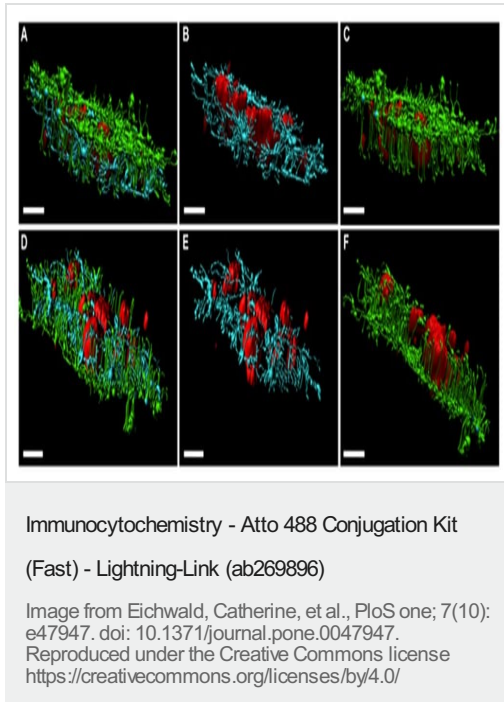 A B C
D E F
Immunocytochemistry - Atto 488 Conjugation Kit
(Fast) - Lightning-Link (ab269896)
Image from Eichwald, Catherine, et al., PloS one; 7(10):
e47947. doi: 10.1371/journal.pone.0047947.
Reproduced under the Creative Commons license
https://creativecommons.org/licenses/by/4.0/